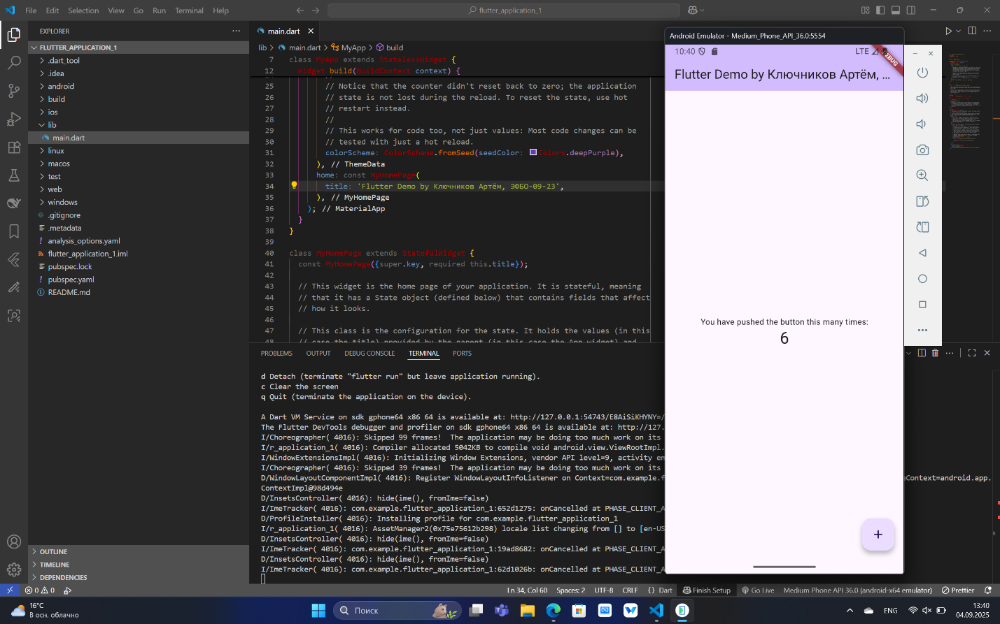 File Edit Selection View Go Run Terminal Help
flutter_application_1
EXPLORER
FLUTTER_APPLICATION_1
.dart_tool
.idea
android
build
ios
lib
main.dart
linux
macos
test
web
windows
.gitignore
.metadata
analysis_options.yaml
flutter_application_1.iml
pubspec.lock
pubspec.yaml
README.md
OUTLINE
TIMELINE
DEPENDENCIES
main.dart
lib > main.dart > MyApp > build
7 class MyApp extends StatelessWidget {
12 Widget build(BuildContext context) {
25 // Notice that the counter didn't reset back to zero; the application
26 // state is not lost during the reload. To reset the state, use hot
27 // restart instead.
28 //
29 // This works for code too, not just values: Most code changes can be
30 // tested with just a hot reload.
31 colorScheme: ColorScheme.fromSeed(seedColor: Colors.deepPurple),
32 ), // ThemeData
33 home: const MyHomePage(
34 title: 'Flutter Demo by Ключников Артём, ЭФБО-09-23',
35 ), // MyHomePage
36 ); // MaterialApp
37 }
38 }
39
40 class MyHomePage extends StatefulWidget {
41 const MyHomePage({super.key, required this.title});
42
43 // This widget is the home page of your application. It is stateful, meaning
44 // that it has a State object (defined below) that contains fields that affect
45 // how it looks.
46
47 // This class is the configuration for the state. It holds the values (in this
48 // case the title) provided by the parent (in this case the App widget) and
PROBLEMS OUTPUT DEBUG CONSOLE TERMINAL PORTS
d Detach (terminate "flutter run" but leave application running).
c Clear the screen
q Quit (terminate the application on the device).
A Dart VM Service on sdk gphone64 x86 64 is available at: http://127.0.0.1:54743/E8AiSiKHYNY=/
The Flutter DevTools debugger and profiler on sdk gphone64 x86 64 is available at: http://127.
I/Choreographer( 4016): Skipped 99 frames! The application may be doing too much work on its
I/r_application_1( 4016): Compiler allocated 5042KB to compile void android.view.ViewRootImpl.
I/WindowExtensionsImpl( 4016): Initializing Window Extensions, vendor API level=9, activity em
I/Choreographer( 4016): Skipped 39 frames! The application may be doing too much work on its
D/WindowLayoutComponentImpl( 4016): Register WindowLayoutInfoListener on Context=com.example.f eContext=android.app.
ContextImpl@98d494e
D/InsetsController( 4016): hide(ime(), fromIme=false)
I/ImeTracker( 4016): com.example.flutter_application_1:652d1275: onCancelled at PHASE_CLIENT_A
D/ProfileInstaller( 4016): Installing profile for com.example.flutter_application_1
I/r_application_1( 4016): AssetManager2(0x75e75612b298) locale list changing from [] to [en-US
D/InsetsController( 4016): hide(ime(), fromIme=false)
I/ImeTracker( 4016): com.example.flutter_application_1:19ad8682: onCancelled at PHASE_CLIENT_A
D/InsetsController( 4016): hide(ime(), fromIme=false)
I/ImeTracker( 4016): com.example.flutter_application_1:62d1026b: onCancelled at PHASE_CLIENT_A
Android Emulator - Medium_Phone_API_36.0:5554
10:40 LTE
DEBUG
Flutter Demo by Ключников Артём, ...
You have pushed the button this many times:
6
0 0 Ln 34, Col 60 Spaces: 2 UTF-8 CRLF {} Dart Finish Setup Go Live Medium Phone API 36.0 (android-x64 emulator) Prettier
16°C
В осн. облачно
Поиск
ENG
13:40
04.09.2025